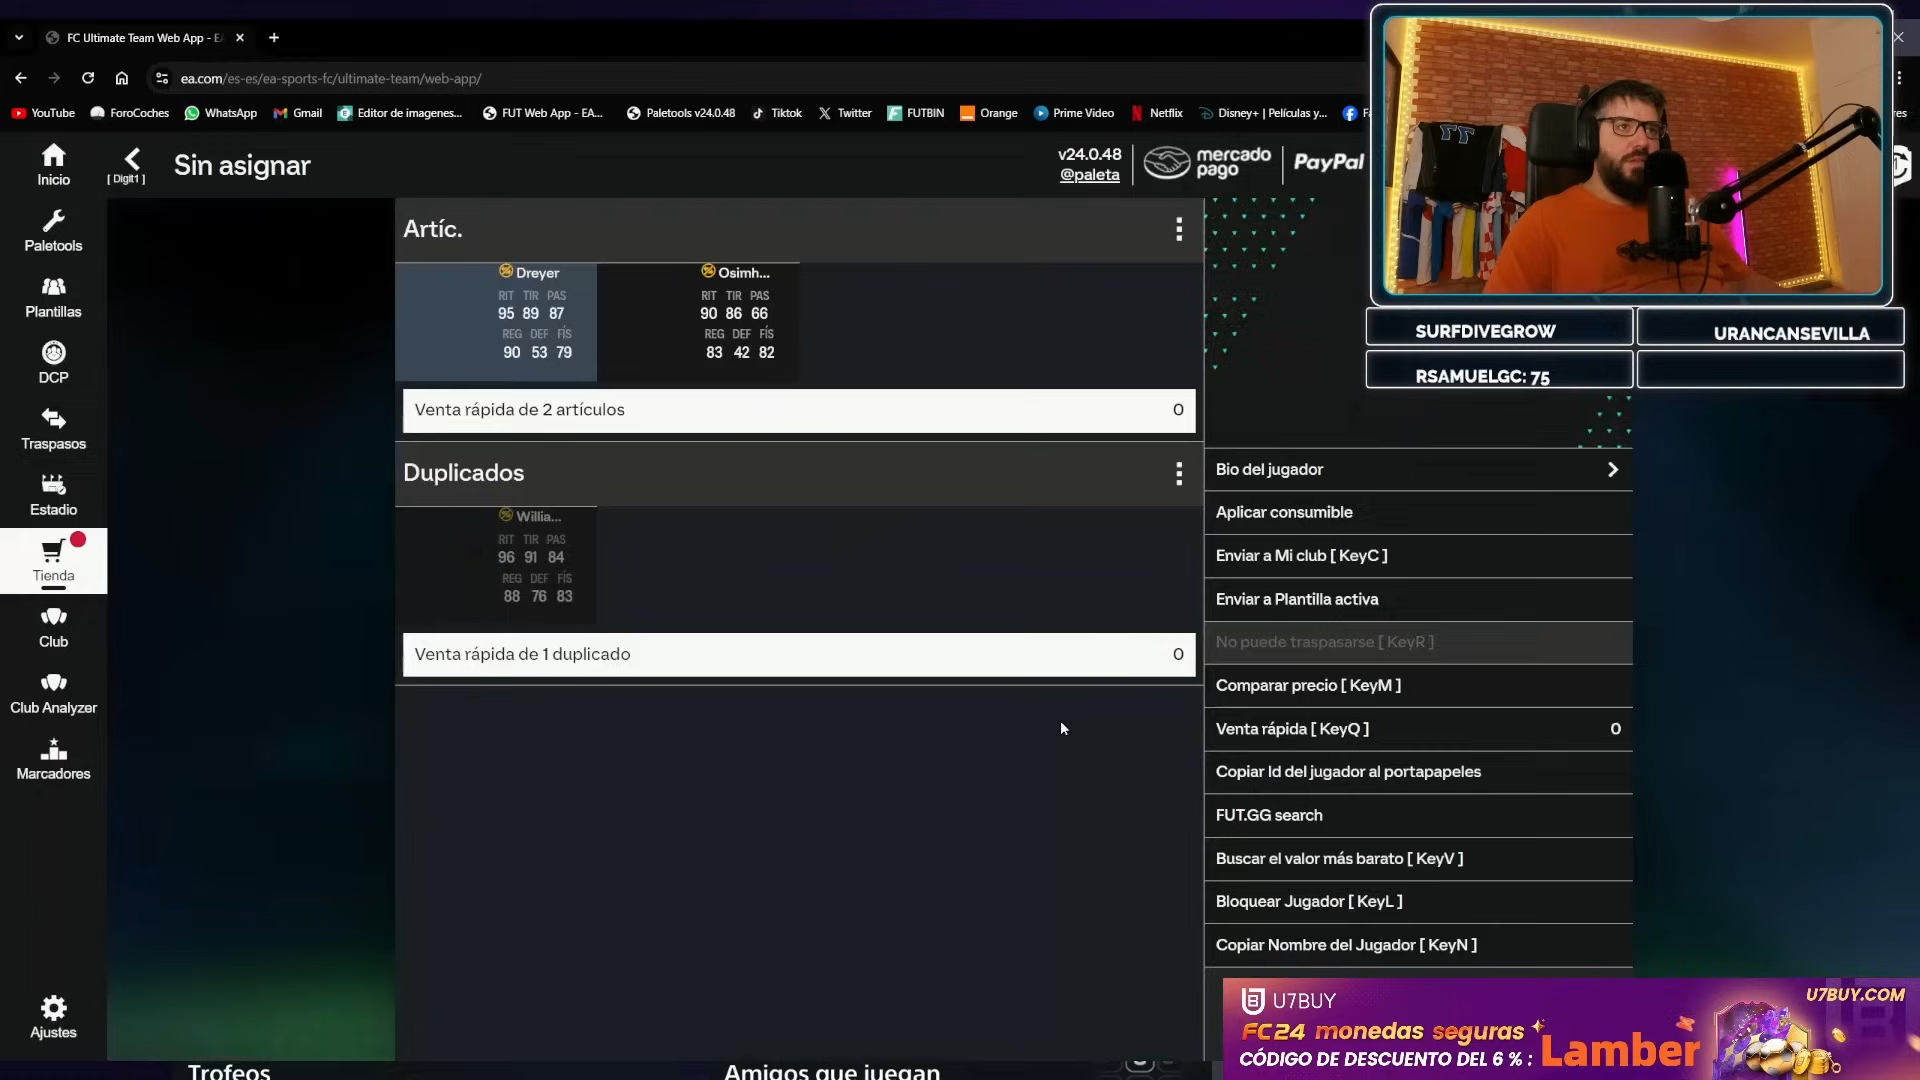 FC Ultimate Team Web App - EA
ea.com/es-es/ea-sports-fc/ultimate-team/web-app/
YouTube
ForoCoches
WhatsApp
Gmail
Editor de imagenes...
FUT Web App - EA...
Paletools v24.0.48
Tiktok
Twitter
FUTBIN
Orange
Prime Video
Netflix
Disney+ | Películas y...
Inicio
[ Digit1 ]
Sin asignar
v24.0.48
@paleta
mercado
pago
PayPal
Paletools
Plantillas
DCP
Traspasos
Estadio
Tienda
Club
Club Analyzer
Marcadores
Ajustes
Artíc.
Dreyer
RIT TIR PAS
95 89 87
REG DEF FÍS
90 53 79
Osimh...
RIT TIR PAS
90 86 66
REG DEF FÍS
83 42 82
Venta rápida de 2 artículos 0
Duplicados
Willia...
RIT TIR PAS
96 91 84
REG DEF FÍS
88 76 83
Venta rápida de 1 duplicado 0
Bio del jugador
Aplicar consumible
Enviar a Mi club [ KeyC ]
Enviar a Plantilla activa
No puede traspasarse [ KeyR ]
Comparar precio [ KeyM ]
Venta rápida [ KeyQ ] 0
Copiar Id del jugador al portapapeles
FUT.GG search
Buscar el valor más barato [ KeyV ]
Bloquear Jugador [ KeyL ]
Copiar Nombre del Jugador [ KeyN ]
SURFDIVEGROW
URANCANSEVILLA
RSAMUELGC: 75
77
U7BUY
U7BUY.COM
FC24 monedas seguras
CÓDIGO DE DESCUENTO DEL 6 % : Lamber
Trofeos
Amigos que juegan